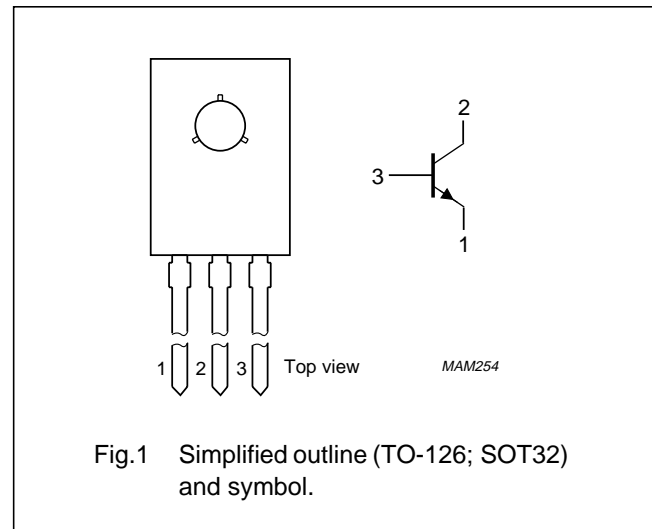 2
3
1
1 2 3 Top view MAM254
Fig.1 Simplified outline (TO-126; SOT32)
and symbol.